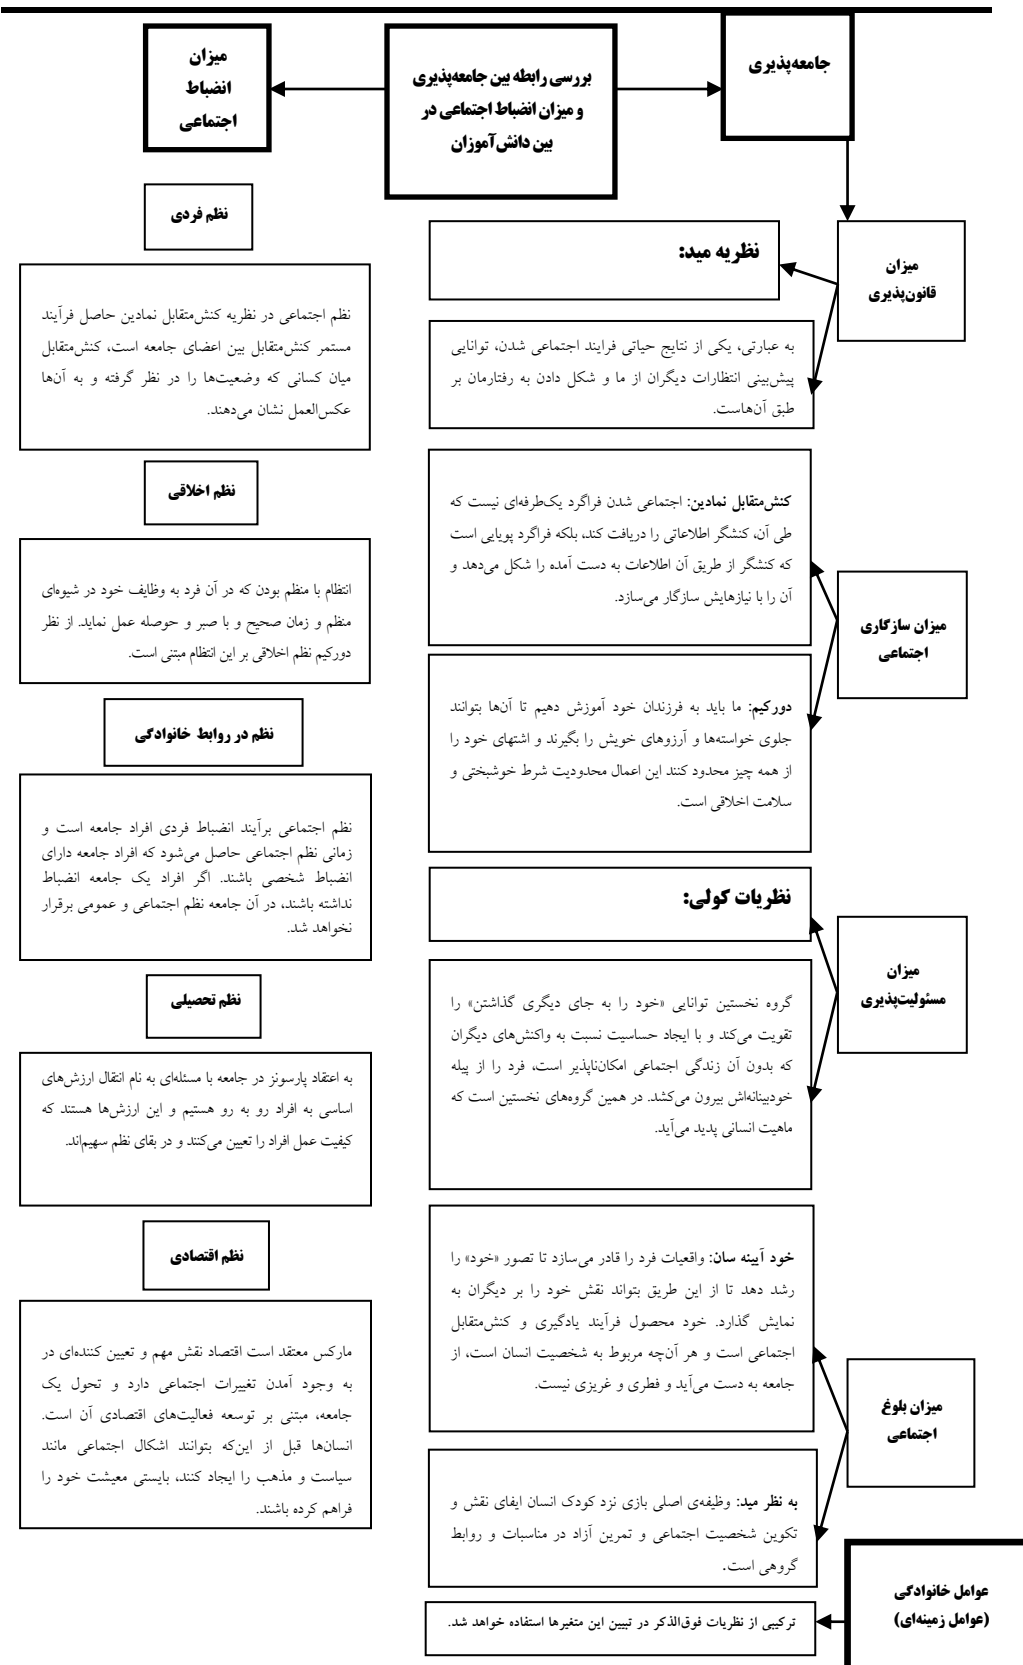 جامعه‌پذیری
بررسی رابطه بین جامعه‌پذیری
و میزان انضباط اجتماعی در
بین دانش‌آموزان
میزان
انضباط
اجتماعی
میزان
قانون‌پذیری
نظریه مید:
به عبارتی، یکی از نتایج حیاتی فرایند اجتماعی شدن، توانایی
پیش‌بینی انتظارات دیگران از ما و شکل دادن به رفتارمان بر
طبق آن‌هاست.
میزان سازگاری
اجتماعی
کنش‌متقابل نمادین: اجتماعی شدن فراگرد یک‌طرفه‌ای نیست که
طی آن، کنشگر اطلاعاتی را دریافت کند، بلکه فراگرد پویایی است
که کنشگر از طریق آن اطلاعات به دست آمده را شکل می‌دهد و
آن را با نیازهایش سازگار می‌سازد.
دورکیم: ما باید به فرزندان خود آموزش دهیم تا آن‌ها بتوانند
جلوی خواسته‌ها و آرزوهای خویش را بگیرند و اشتهای خود را
از همه چیز محدود کنند این اعمال محدودیت شرط خوشبختی و
سلامت اخلاقی است.
میزان
مسئولیت‌پذیری
نظریات کولی:
گروه نخستین توانایی «خود را به جای دیگری گذاشتن» را
تقویت می‌کند و با ایجاد حساسیت نسبت به واکنش‌های دیگران
که بدون آن زندگی اجتماعی امکان‌ناپذیر است، فرد را از پیله
خودبینانه‌اش بیرون می‌کشد. در همین گروه‌های نخستین است که
ماهیت انسانی پدید می‌آید.
میزان بلوغ
اجتماعی
خود آیینه سان: واقعیات فرد را قادر می‌سازد تا تصور «خود» را
رشد دهد تا از این طریق بتواند نقش خود را بر دیگران به
نمایش گذارد. خود محصول فرآیند یادگیری و کنش‌متقابل
اجتماعی است و هر آن‌چه مربوط به شخصیت انسان است، از
جامعه به دست می‌آید و فطری و غریزی نیست.
به نظر مید: وظیفه‌ی اصلی بازی نزد کودک انسان ایفای نقش و
تکوین شخصیت اجتماعی و تمرین آزاد در مناسبات و روابط
گروهی است.
عوامل خانوادگی
(عوامل زمینه‌ای)
ترکیبی از نظریات فوق‌الذکر در تبیین این متغیرها استفاده خواهد شد.
نظم فردی
نظم اجتماعی در نظریه کنش‌متقابل نمادین حاصل فرآیند
مستمر کنش‌متقابل بین اعضای جامعه است، کنش‌متقابل
میان کسانی که وضعیت‌ها را در نظر گرفته و به آن‌ها
عکس‌العمل نشان می‌دهند.
نظم اخلاقی
انتظام با منظم بودن که در آن فرد به وظایف خود در شیوه‌ای
منظم و زمان صحیح و با صبر و حوصله عمل نماید. از نظر
دورکیم نظم اخلاقی بر این انتظام مبتنی است.
نظم در روابط خانوادگی
نظم اجتماعی برآیند انضباط فردی افراد جامعه است و
زمانی نظم اجتماعی حاصل می‌شود که افراد جامعه دارای
انضباط شخصی باشند. اگر افراد یک جامعه انضباط
نداشته باشند، در آن جامعه نظم اجتماعی و عمومی برقرار
نخواهد شد.
نظم تحصیلی
به اعتقاد پارسونز در جامعه با مسئله‌ای به نام انتقال ارزش‌های
اساسی به افراد رو به رو هستیم و این ارزش‌ها هستند که
کیفیت عمل افراد را تعیین می‌کنند و در بقای نظم سهیم‌اند.
نظم اقتصادی
مارکس معتقد است اقتصاد نقش مهم و تعیین کننده‌ای در
به وجود آمدن تغییرات اجتماعی دارد و تحول یک
جامعه، مبتنی بر توسعه فعالیت‌های اقتصادی آن است.
انسان‌ها قبل از این‌که بتوانند اشکال اجتماعی مانند
سیاست و مذهب را ایجاد کنند، بایستی معیشت خود را
فراهم کرده باشند.